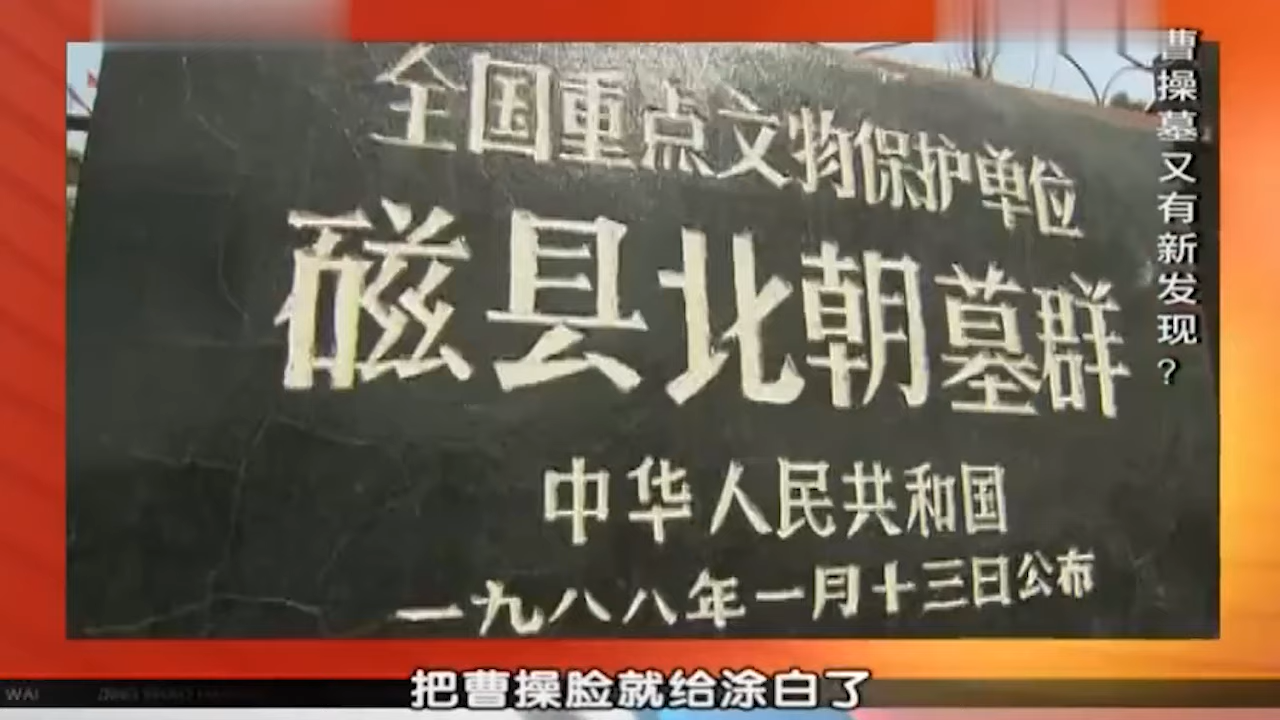 全国重点文物保护单位
磁县北朝墓群
中华人民共和国
一九八八年一月十三日公布
曹操墓又有新发现?
把曹操脸就给涂白了
WAI